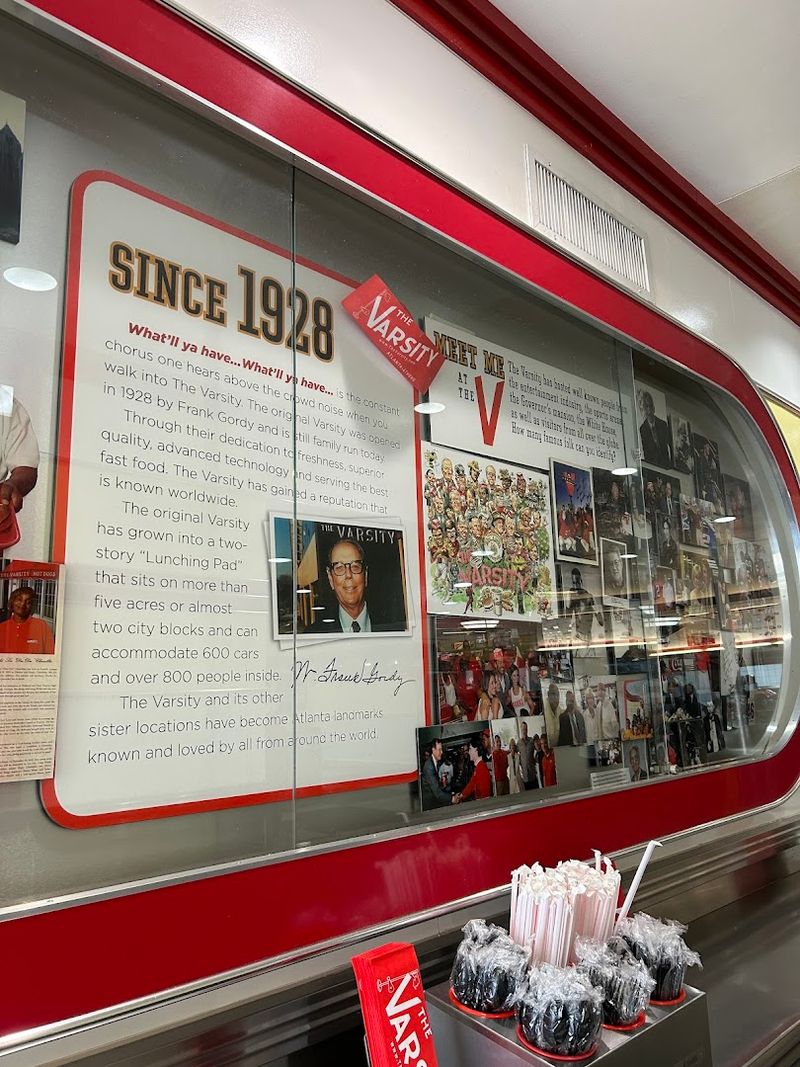 SINCE 1928
What'll ya have...What'll ya have... is the constant
chorus one hears above the crowd noise when you
walk into The Varsity. The original Varsity was opened
in 1928 by Frank Gordy and is still family run today.
Through their dedication to freshness, superior
quality, advanced technology and serving the best
fast food. The Varsity has gained a reputation that
is known worldwide.
The original Varsity
has grown into a two-
story "Lunching Pad"
that sits on more than
five acres or almost
two city blocks and can
accommodate 600 cars
and over 800 people inside.
The Varsity and its other
sister locations have become Atlanta landmarks
known and loved by all from around the world.
THE VARSITY
W. Frank Gordy
THE
VARSITY
MEET ME
AT
THE
V
The Varsity has hosted well known people
the entertainment industry, the sports
the Governor's mansion, the White House
as well as visitors from all over the globe.
How many famous folk can you identify?
VARSITY
THE
VARS